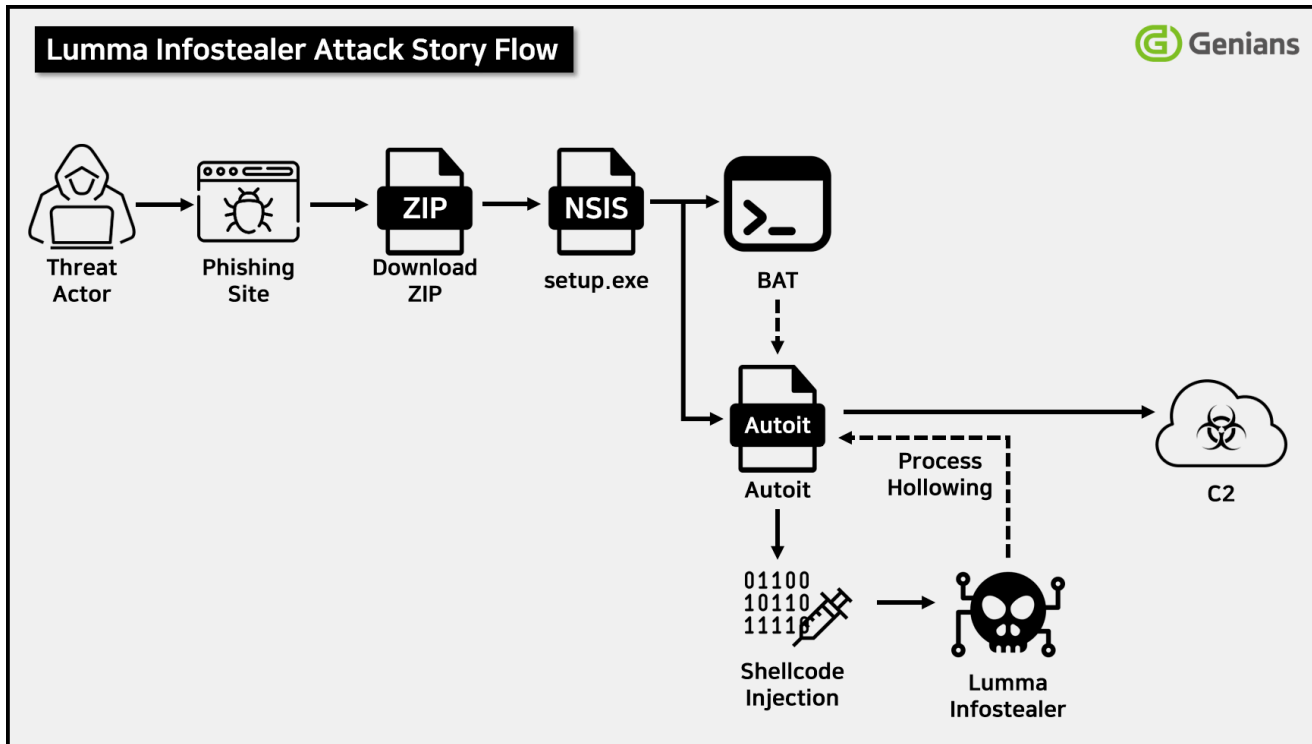 Lumma Infostealer Attack Story Flow
Genians
ZIP
NSIS
Threat
Actor
Phishing
Site
Download
ZIP
setup.exe
BAT
Autoit
Autoit
Process
Hollowing
C2
01100
10110
11110
Shellcode
Injection
Lumma
Infostealer